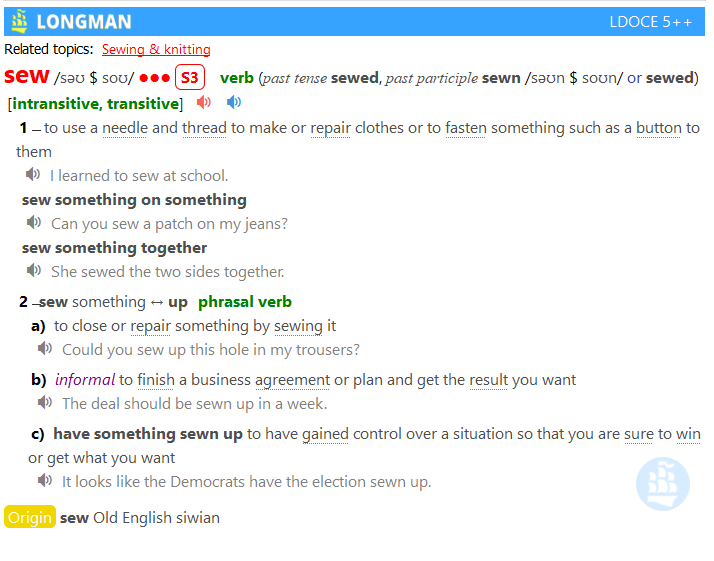 LONGMAN LDOCE 5++
Related topics: Sewing & knitting
sew /səʊ $ soʊ/ ●●● S3 verb (past tense sewed, past participle sewn /səʊn $ soʊn/ or sewed)
[intransitive, transitive]
1 – to use a needle and thread to make or repair clothes or to fasten something such as a button to
them
I learned to sew at school.
sew something on something
Can you sew a patch on my jeans?
sew something together
She sewed the two sides together.
2 –sew something ↔ up phrasal verb
a) to close or repair something by sewing it
Could you sew up this hole in my trousers?
b) informal to finish a business agreement or plan and get the result you want
The deal should be sewn up in a week.
c) have something sewn up to have gained control over a situation so that you are sure to win
or get what you want
It looks like the Democrats have the election sewn up.
Origin sew Old English siwian